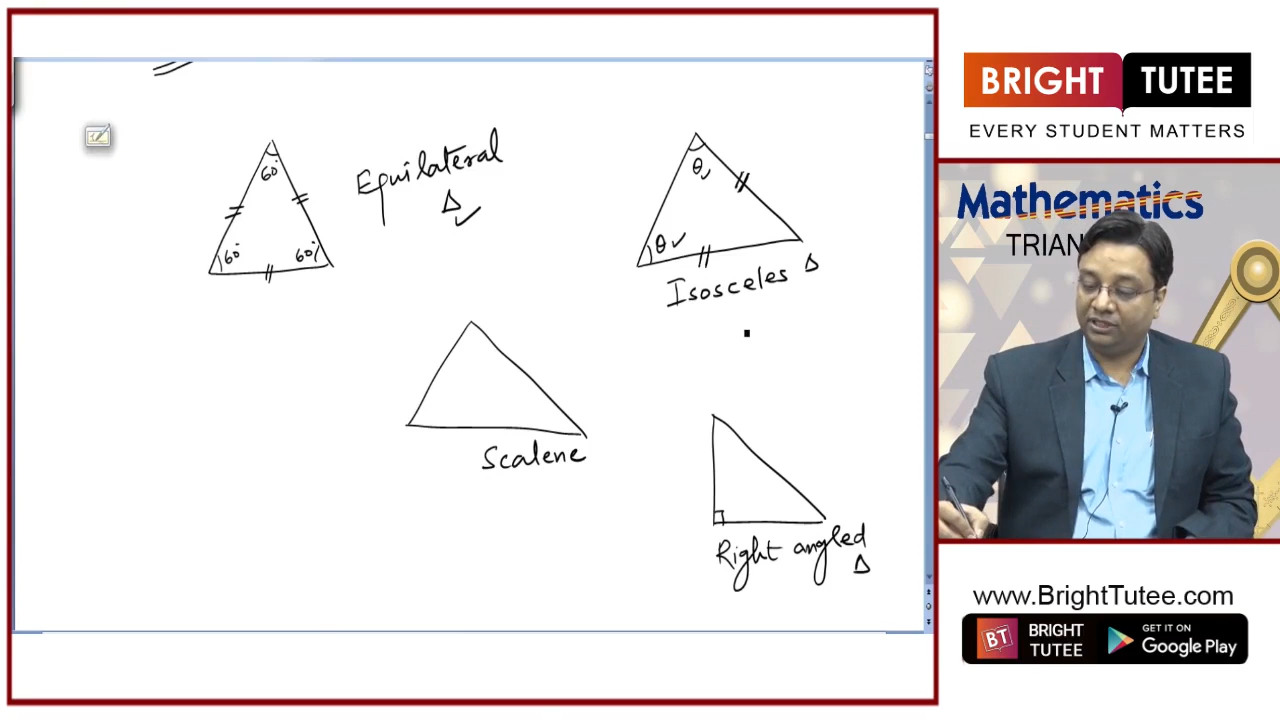 60°
60°
60°
Equilateral
Δ
θ
θ
Isosceles Δ
Scalene
Right angled
Δ
BRIGHT TUTEE
EVERY STUDENT MATTERS
Mathematics
TRIAN
www.BrightTutee.com
BT
BRIGHT
TUTEE
GET IT ON
Google Play